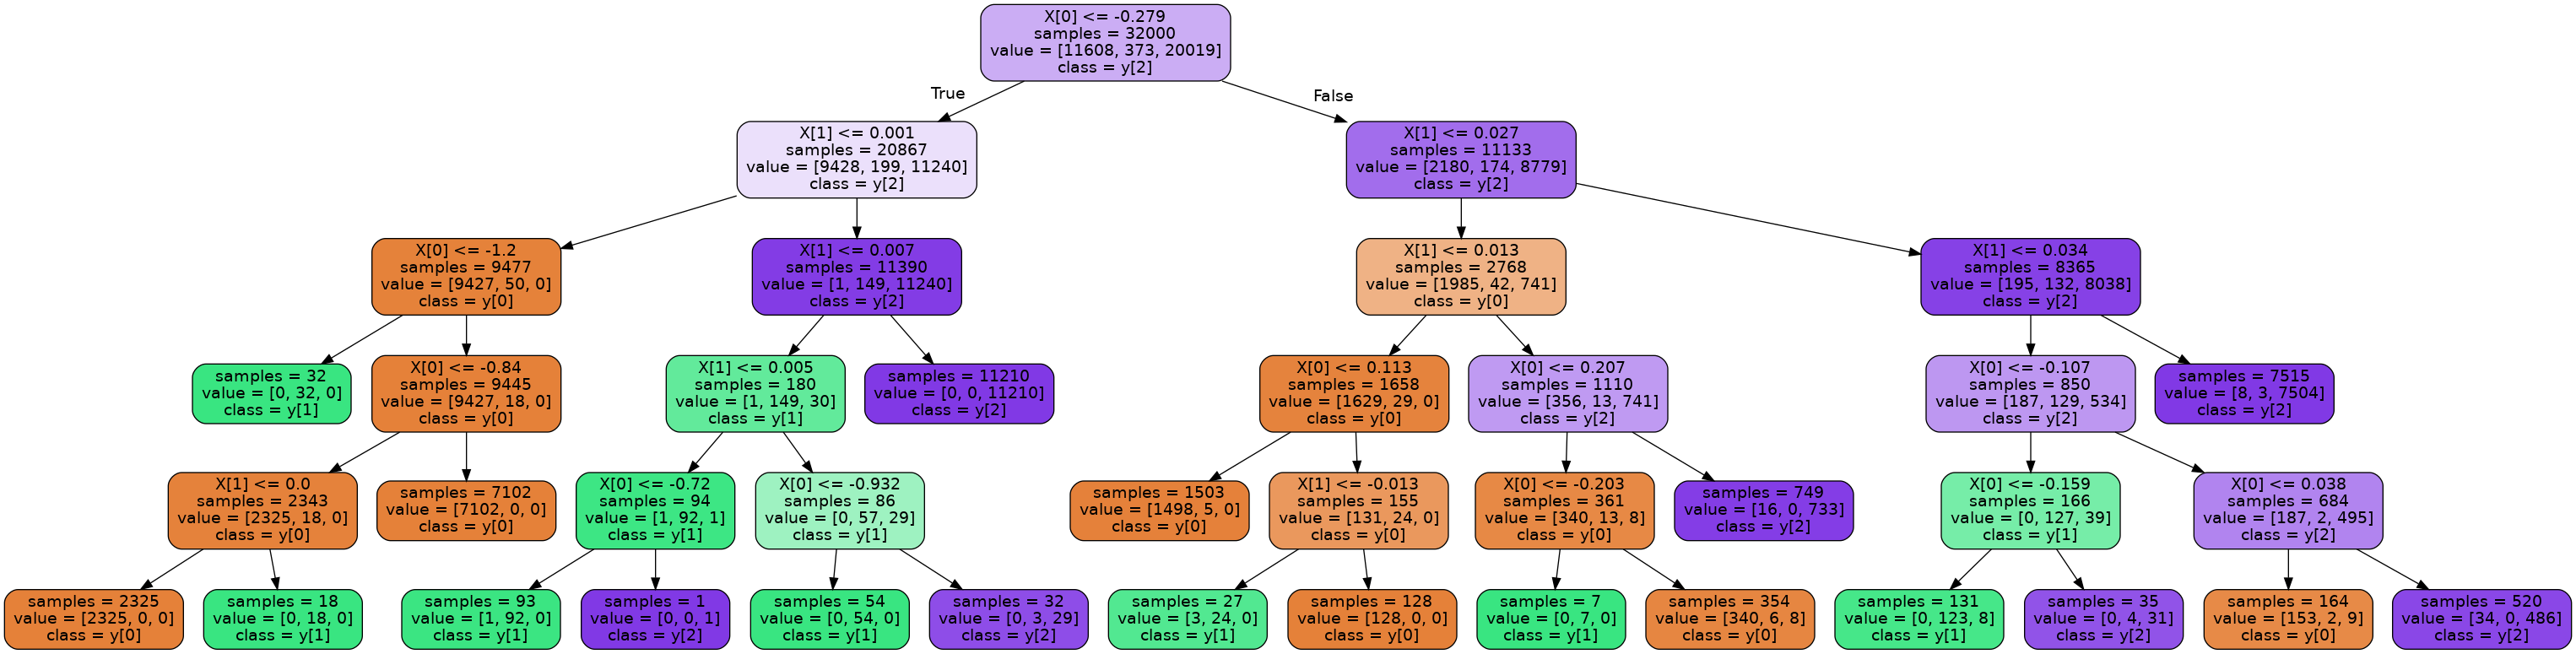 X[0] <= -0.279
samples = 32000
value = [11608, 373, 20019]
class = y[2]
True
False
X[1] <= 0.001
samples = 20867
value = [9428, 199, 11240]
class = y[2]
X[1] <= 0.027
samples = 11133
value = [2180, 174, 8779]
class = y[2]
X[0] <= -1.2
samples = 9477
value = [9427, 50, 0]
class = y[0]
X[1] <= 0.007
samples = 11390
value = [1, 149, 11240]
class = y[2]
X[1] <= 0.013
samples = 2768
value = [1985, 42, 741]
class = y[0]
X[1] <= 0.034
samples = 8365
value = [195, 132, 8038]
class = y[2]
samples = 32
value = [0, 32, 0]
class = y[1]
X[0] <= -0.84
samples = 9445
value = [9427, 18, 0]
class = y[0]
X[1] <= 0.005
samples = 180
value = [1, 149, 30]
class = y[1]
samples = 11210
value = [0, 0, 11210]
class = y[2]
X[0] <= 0.113
samples = 1658
value = [1629, 29, 0]
class = y[0]
X[0] <= 0.207
samples = 1110
value = [356, 13, 741]
class = y[2]
X[0] <= -0.107
samples = 850
value = [187, 129, 534]
class = y[2]
samples = 7515
value = [8, 3, 7504]
class = y[2]
X[1] <= 0.0
samples = 2343
value = [2325, 18, 0]
class = y[0]
samples = 7102
value = [7102, 0, 0]
class = y[0]
X[0] <= -0.72
samples = 94
value = [1, 92, 1]
class = y[1]
X[0] <= -0.932
samples = 86
value = [0, 57, 29]
class = y[1]
samples = 1503
value = [1498, 5, 0]
class = y[0]
X[1] <= -0.013
samples = 155
value = [131, 24, 0]
class = y[0]
X[0] <= -0.203
samples = 361
value = [340, 13, 8]
class = y[0]
samples = 749
value = [16, 0, 733]
class = y[2]
X[0] <= -0.159
samples = 166
value = [0, 127, 39]
class = y[1]
X[0] <= 0.038
samples = 684
value = [187, 2, 495]
class = y[2]
samples = 2325
value = [2325, 0, 0]
class = y[0]
samples = 18
value = [0, 18, 0]
class = y[1]
samples = 93
value = [1, 92, 0]
class = y[1]
samples = 1
value = [0, 0, 1]
class = y[2]
samples = 54
value = [0, 54, 0]
class = y[1]
samples = 32
value = [0, 3, 29]
class = y[2]
samples = 27
value = [3, 24, 0]
class = y[1]
samples = 128
value = [128, 0, 0]
class = y[0]
samples = 7
value = [0, 7, 0]
class = y[1]
samples = 354
value = [340, 6, 8]
class = y[0]
samples = 131
value = [0, 123, 8]
class = y[1]
samples = 35
value = [0, 4, 31]
class = y[2]
samples = 164
value = [153, 2, 9]
class = y[0]
samples = 520
value = [34, 0, 486]
class = y[2]